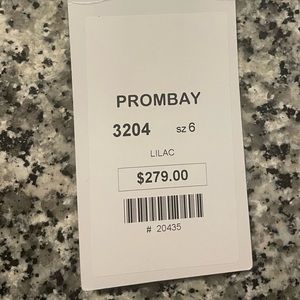 PROMBAY
3204 sz 6
LILAC
$279.00
# 20435